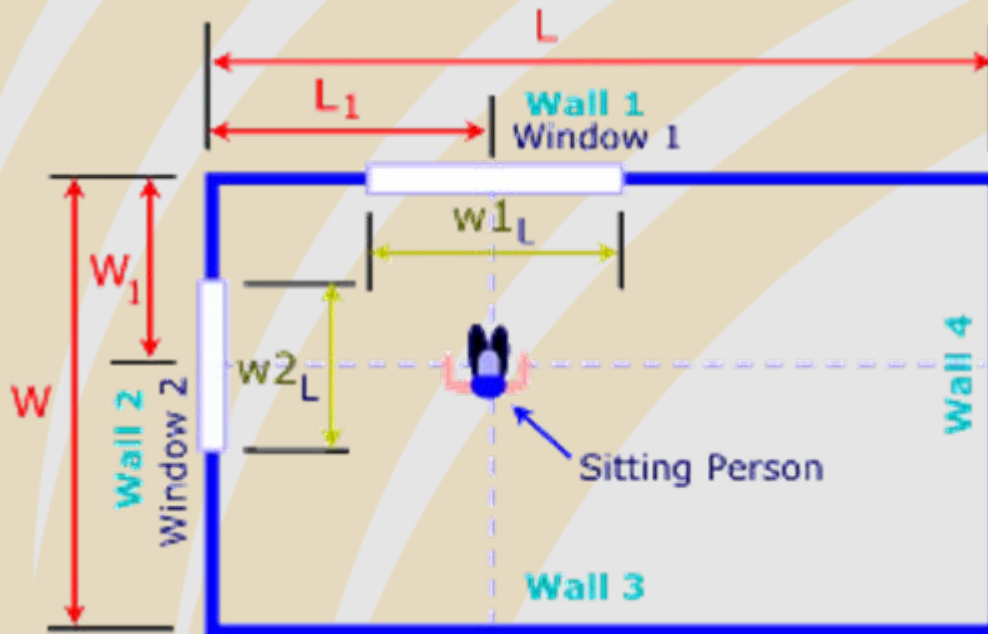 L
L1
Wall 1
Window 1
w1L
W1
W
w2L
Wall 2
Window 2
Wall 4
Sitting Person
Wall 3